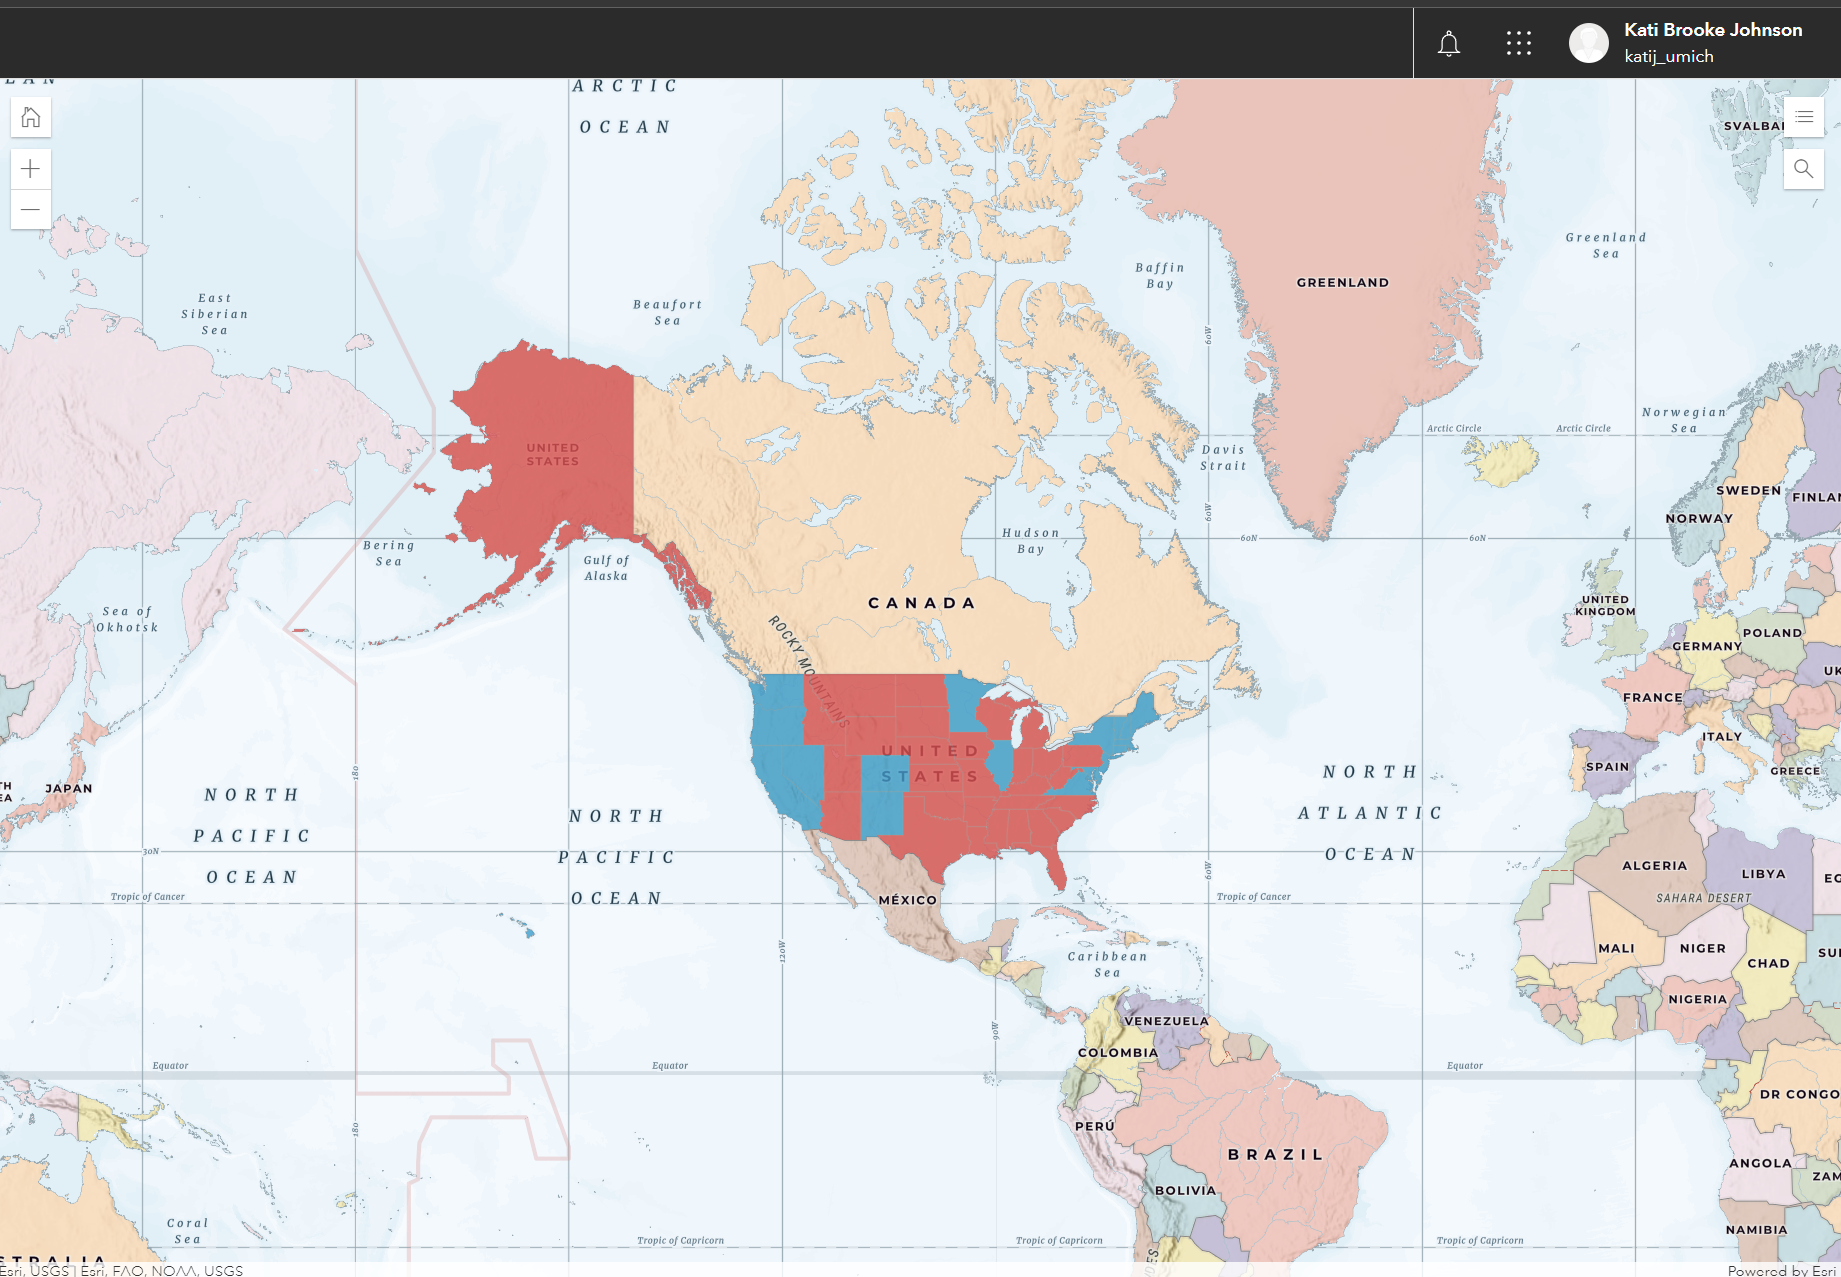 Kati Brooke Johnson
katij_umich
EAN
ARCTIC
OCEAN
SVALBA
Greenland
Sea
Baffin
Bay
GREENLAND
East
Siberian
Sea
Beaufort
Sea
60W
Norwegian
Sea
Arctic Circle
Arctic Circle
UNITED
STATES
Davis
Strait
SWEDEN
FINLAN
NORWAY
60W
Hudson
Bay
60N
60N
Bering
Sea
Gulf of
Alaska
CANADA
UNITED
KINGDOM
Sea of
Okhotsk
ROCKY MOUNTAINS
POLAND
GERMANY
UK
FRANCE
ITALY
SPAIN
GREECE
UNITED
STATES
180
TH
EA
JAPAN
NORTH
PACIFIC
OCEAN
NORTH
PACIFIC
OCEAN
NORTH
ATLANTIC
OCEAN
30N
60W
ALGERIA
LIBYA
EG
SAHARA DESERT
Tropic of Cancer
Tropic of Cancer
MÉXICO
120W
Caribbean
Sea
MALI
NIGER
CHAD
SU
NIGERIA
VENEZUELA
90W
COLOMBIA
Equator
Equator
Equator
DR CONGO
180
PERÚ
BRAZIL
ANGOLA
ZAM
BOLIVIA
Coral
Sea
NAMIBIA
Tropic of Capricorn
Tropic of Capricorn
Tropic of Capricorn
STRALIA
DES
Esri, USGS | Esri, FAO, NOAA, USGS
Powered by Esri